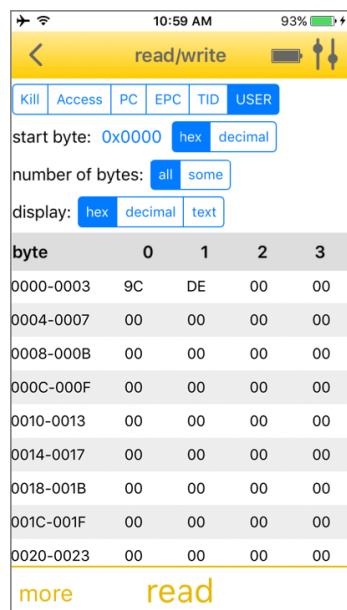 10:59 AM 93%
read/write
Kill Access PC EPC TID USER
start byte: 0x0000 hex decimal
number of bytes: all some
display: hex decimal text
byte 0 1 2 3
0000-0003 9C DE 00 00
0004-0007 00 00 00 00
0008-000B 00 00 00 00
000C-000F 00 00 00 00
0010-0013 00 00 00 00
0014-0017 00 00 00 00
0018-001B 00 00 00 00
001C-001F 00 00 00 00
0020-0023 00 00 00 00
more read